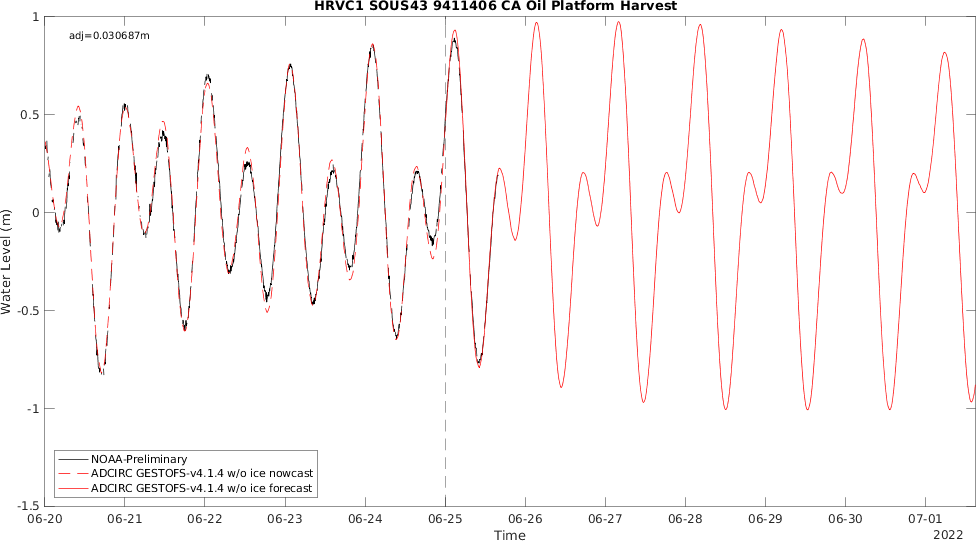 HRVC1 SOUS43 9411406 CA Oil Platform Harvest
adj=0.030687m
1
0.5
0
-0.5
-1
-1.5
Water Level (m)
NOAA-Preliminary
ADCIRC GESTOFS-v4.1.4 w/o ice nowcast
ADCIRC GESTOFS-v4.1.4 w/o ice forecast
06-20 06-21 06-22 06-23 06-24 06-25 06-26 06-27 06-28 06-29 06-30 07-01
Time
2022